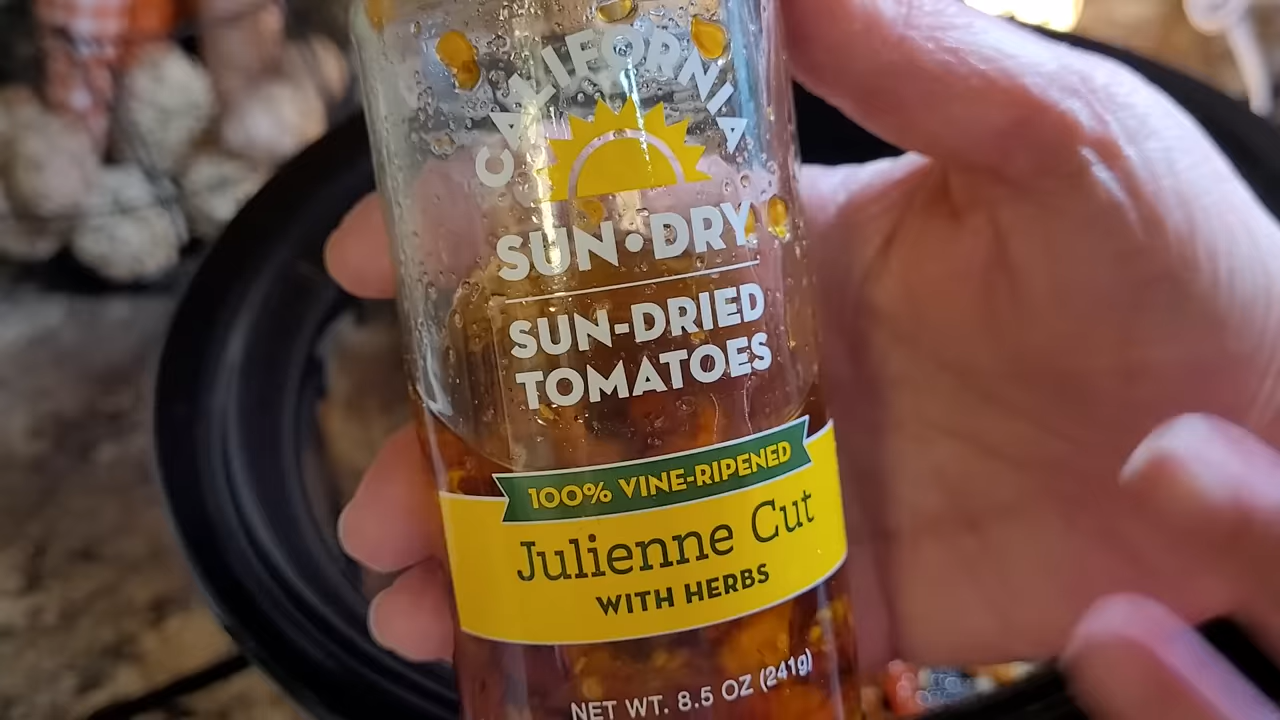 CALIFORNIA
SUN•DRY
SUN-DRIED
TOMATOES
100% VINE-RIPENED
Julienne Cut
WITH HERBS
NET WT. 8.5 OZ (241g)